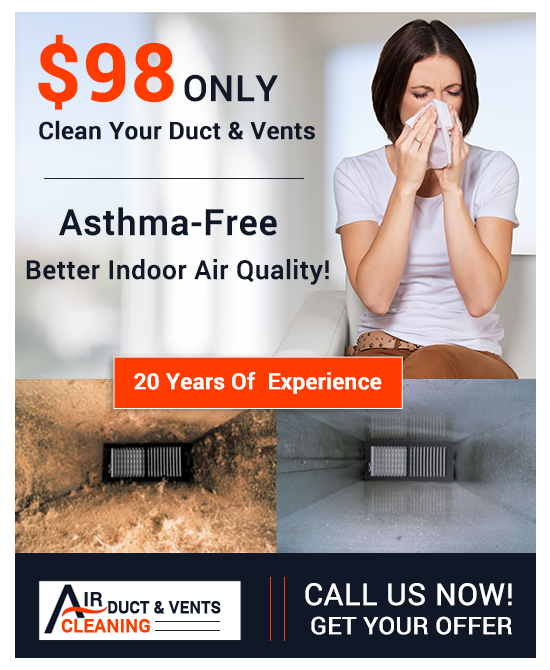 $98 ONLY
Clean Your Duct & Vents
Asthma-Free
Better Indoor Air Quality!
20 Years Of Experience
AIR DUCT & VENTS
CLEANING
CALL US NOW!
GET YOUR OFFER